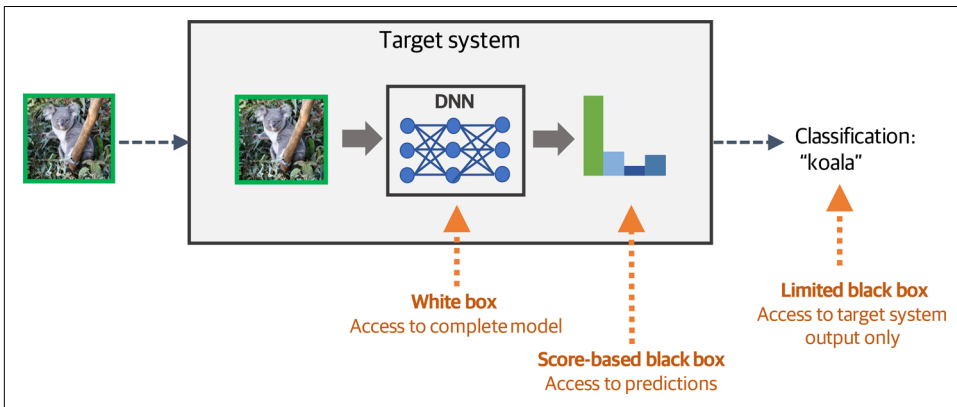 Target system
DNN
Classification:
“koala”
White box
Access to complete model
Score-based black box
Access to predictions
Limited black box
Access to target system
output only